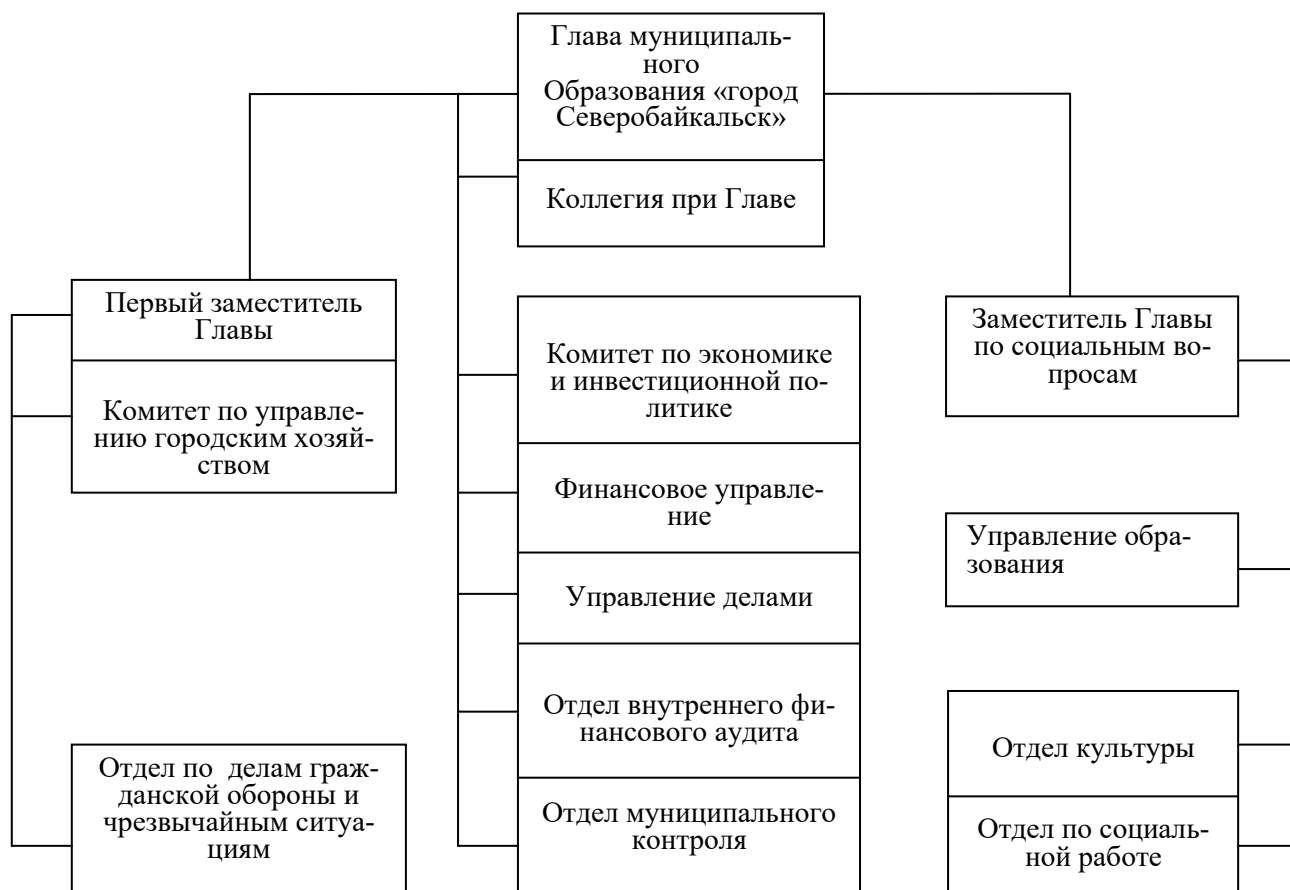 Глава муниципаль-
ного
Образования «город
Северобайкальск»
Коллегия при Главе
Первый заместитель
Главы
Комитет по управле-
нию городским хозяй-
ством
Отдел по  делам граж-
данской обороны и
чрезвычайным ситуа-
циям
Комитет по экономике
и инвестиционной по-
литике
Финансовое управле-
ние
Управление делами
Отдел внутреннего фи-
нансового аудита
Отдел муниципального
контроля
Заместитель Главы
по социальным во-
просам
Управление обра-
зования
Отдел культуры
Отдел по социаль-
ной работе